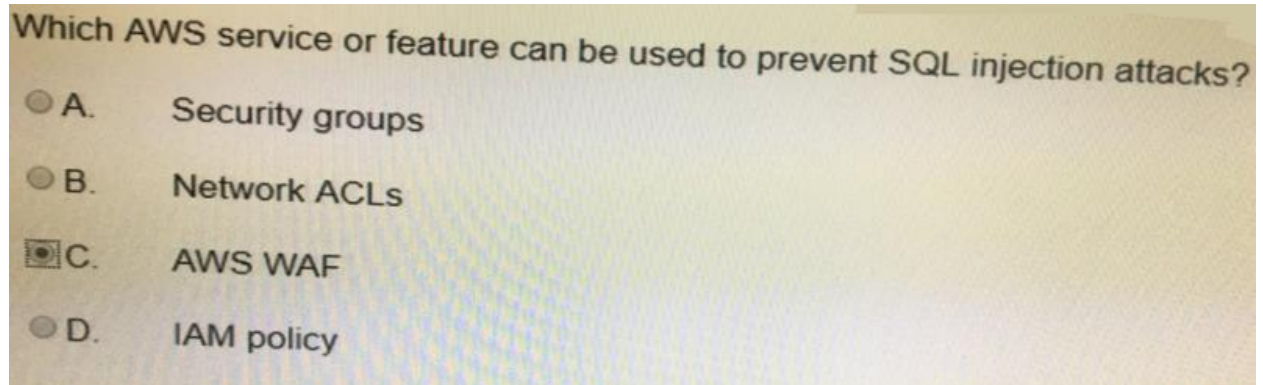 Which AWS service or feature can be used to prevent SQL injection attacks?
A. Security groups
B. Network ACLs
C. AWS WAF
D. IAM policy